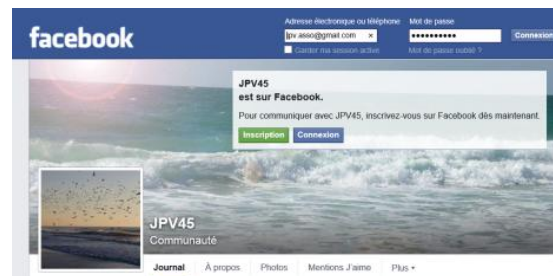 facebook
Adresse électronique ou téléphone Mot de passe
jpv.asso@gmail.com × •••••••••• Connexion
Garder ma session active Mot de passe oublié ?
JPV45
est sur Facebook.
Pour communiquer avec JPV45, inscrivez-vous sur Facebook dès maintenant.
Inscription Connexion
JPV45
Communauté
Journal À propos Photos Mentions J'aime Plus